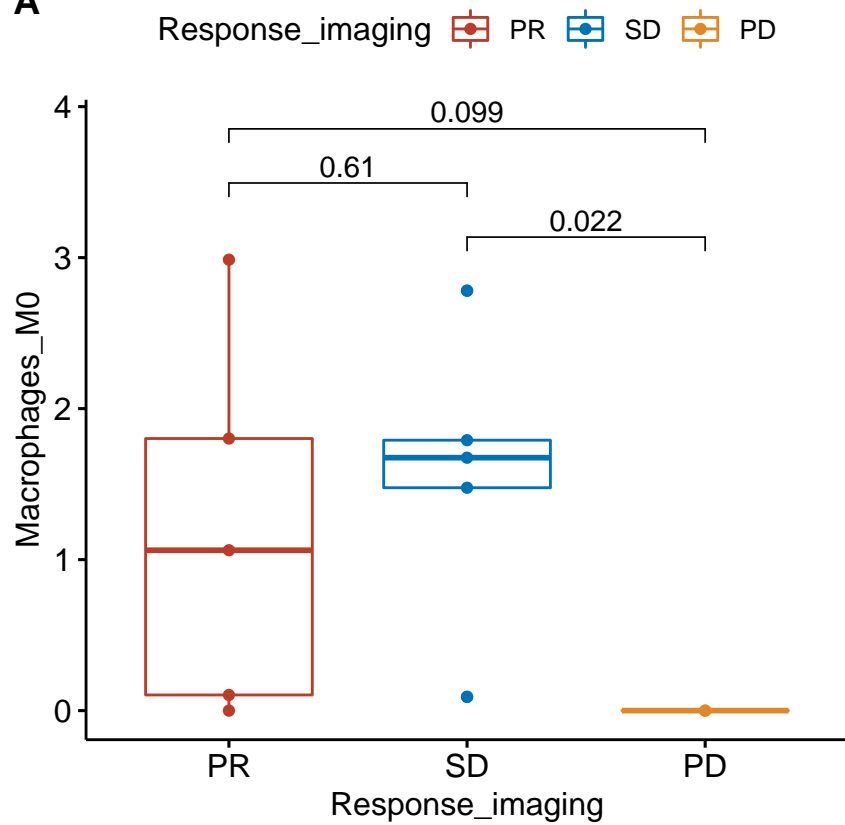 A
Response_imaging PR SD PD
4
3
2
1
0
Macrophages_M0
0.099
0.61
0.022
PR SD PD
Response_imaging